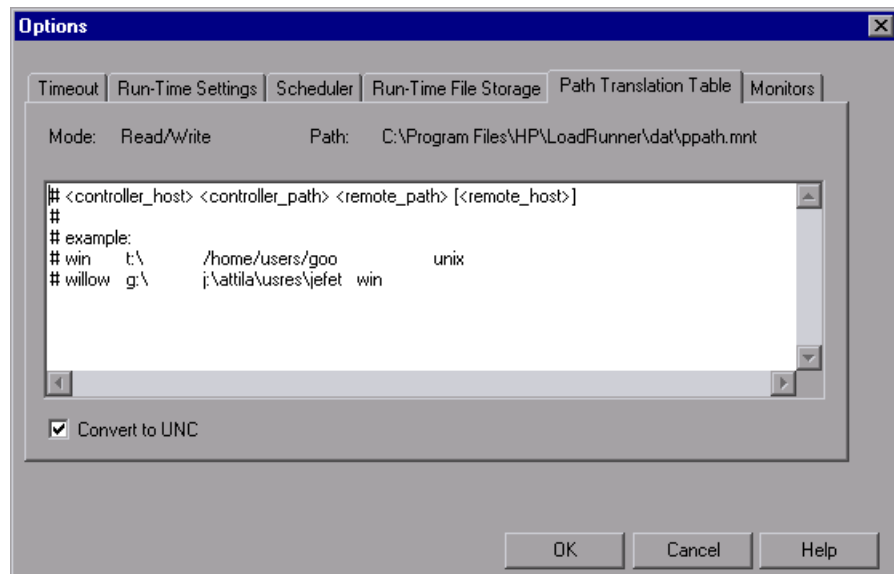 Options
Timeout Run-Time Settings Scheduler Run-Time File Storage Path Translation Table Monitors
Mode: Read/Write Path: C:\Program Files\HP\LoadRunner\dat\ppath.mnt
# <controller_host> <controller_path> <remote_path> [<remote_host>]
#
# example:
# win t:\ /home/users/goo unix
# willow g:\ j:\attila\usres\jefet win
Convert to UNC
OK Cancel Help